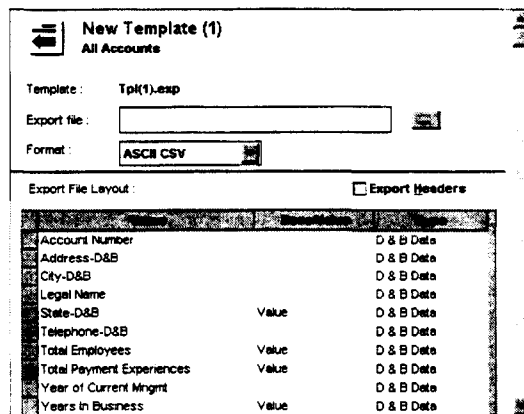 New Template (1)
All Accounts
Template : Tpl(1).exp
Export file :
Format : ASCII CSV
Export File Layout : Export Headers
Account Number D & B Data
Address-D&B D & B Data
City-D&B D & B Data
Legal Name D & B Data
State-D&B Value D & B Data
Telephone-D&B D & B Data
Total Employees Value D & B Data
Total Payment Experiences Value D & B Data
Year of Current Mngmt D & B Data
Years in Business Value D & B Data